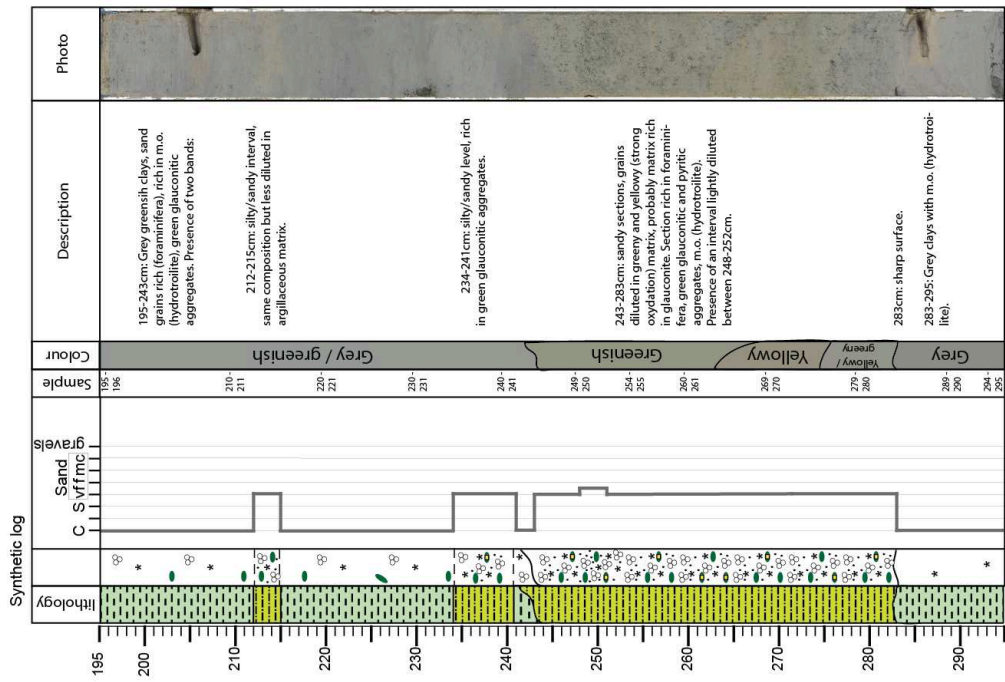 Synthetic log
lithology
C
S
vf
f
m
c
Sand
gravels
Sample
Colour
Description
Photo
195
200
210
220
230
240
250
260
270
280
290
195-
196
210-
211
220-
221
230-
231
240-
241
249-
250
254-
255
260-
261
269-
270
279-
280
289-
290
294-
295
Grey / greenish
Greenish
Yellowy
Yellowy /
greeny
Grey
195-243cm: Grey greensih clays, sand
grains rich (foraminifera), rich in m.o.
(hydrotroilite), green glauconitic
aggregates. Presence of two bands:
212-215cm: silty/sandy interval,
same composition but less diluted in
argillaceous matrix.
234-241cm: silty/sandy level, rich
in green glauconitic aggregates.
243-283cm: sandy sections, grains
diluted in greeny and yellowy (strong
oxydation) matrix, probably matrix rich
in glauconite. Section rich in foramini-
fera, green glauconitic and pyritic
aggregates, m.o. (hydrotroilite).
Presence of an interval lightly diluted
between 248-252cm.
283cm: sharp surface.
283-295: Grey clays with m.o. (hydrotroi-
lite).